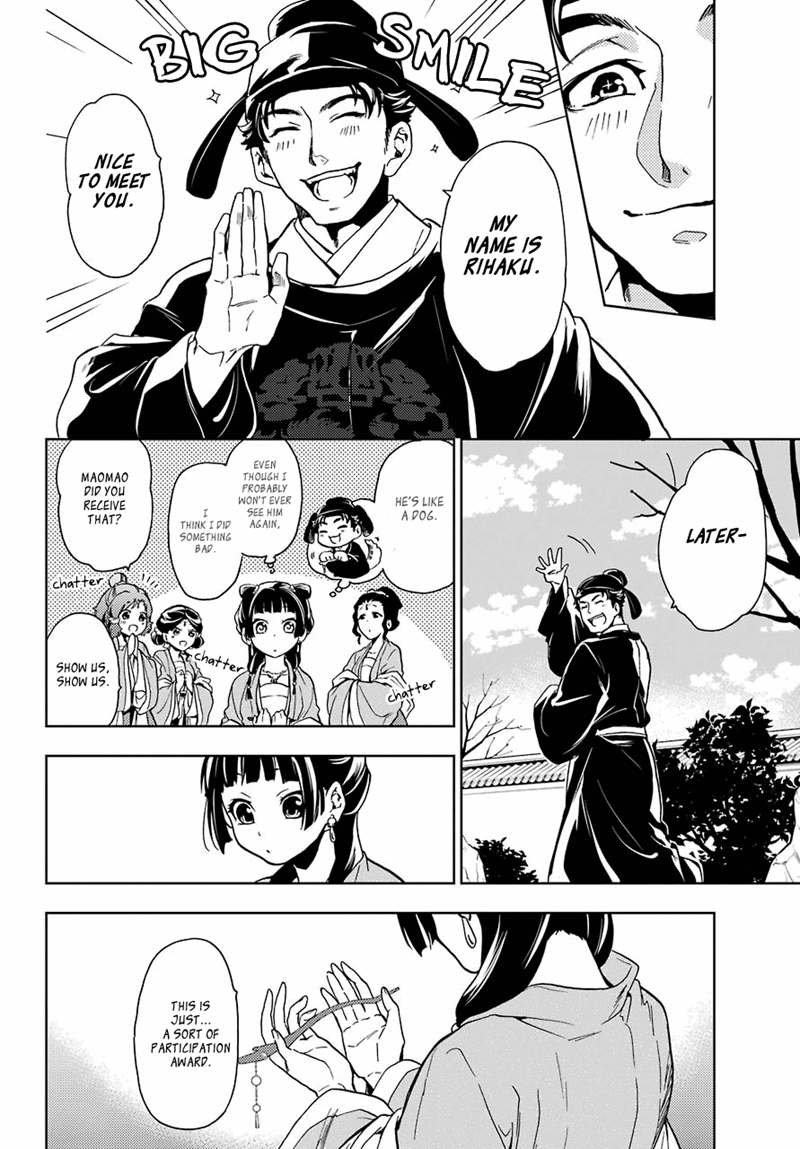 BIG SMILE
MY
NAME IS
RIHAKU.
NICE
TO MEET
YOU.
LATER-
HE'S LIKE
A DOG.
EVEN
THOUGH I
PROBABLY
WON'T EVER
SEE HIM
AGAIN,
I
THINK I DID
SOMETHING
BAD.
MAOMAO
DID YOU
RECEIVE
THAT?
chatter
chatter
chatter
SHOW US,
SHOW US.
THIS IS
JUST...
A SORT OF
PARTICIPATION
AWARD.